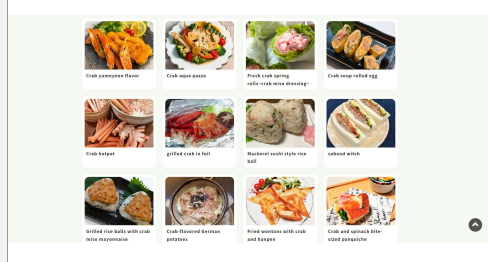 Crab yumnyann flavor
Crab aqua pazza
Fresh crab spring
rolls~crab miso dressing~
Crab soup rolled egg
Crab hotpot
grilled crab in foil
Mackerel sushi style rice
ball
saband witch
Grilled rice balls with crab
miso mayonnaise
Crab-flavored German
potatoes
Fried wontons with crab
and hanpen
Crab and spinach bite-
sized panquiche